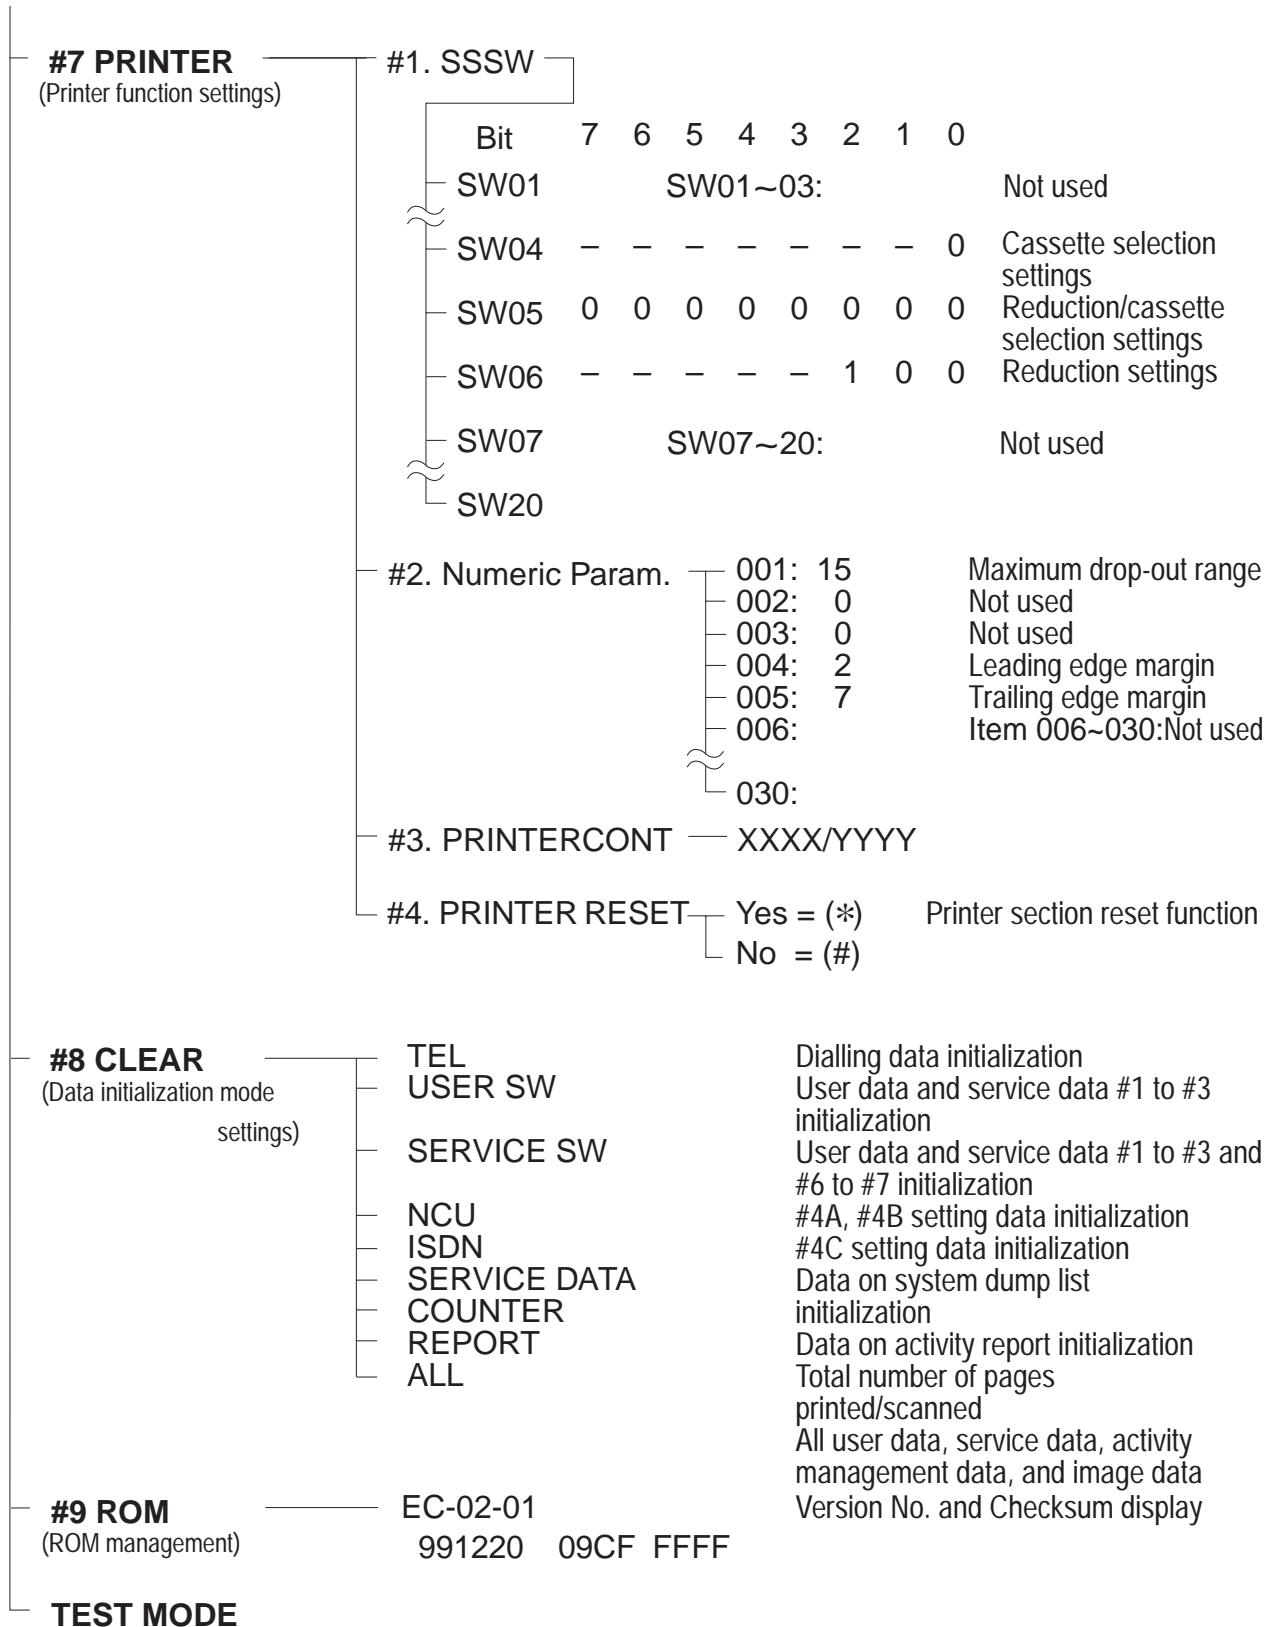 #7 PRINTER #1. SSSW
(Printer function settings)
Bit 7 6 5 4 3 2 1 0
SW01 SW01~03: Not used
SW04 – – – – – – – 0 Cassette selection
settings
SW05 0 0 0 0 0 0 0 0 Reduction/cassette
selection settings
SW06 – – – – – 1 0 0 Reduction settings
SW07 SW07~20: Not used
SW20
#2. Numeric Param. 001: 15 Maximum drop-out range
002: 0 Not used
003: 0 Not used
004: 2 Leading edge margin
005: 7 Trailing edge margin
006: Item 006~030:Not used
030:
#3. PRINTERCONT XXXX/YYYY
#4. PRINTER RESET Yes = (*) Printer section reset function
No = (#)
#8 CLEAR TEL Dialling data initialization
(Data initialization mode USER SW User data and service data #1 to #3
settings) initialization
SERVICE SW User data and service data #1 to #3 and
#6 to #7 initialization
NCU #4A, #4B setting data initialization
ISDN #4C setting data initialization
SERVICE DATA Data on system dump list
COUNTER initialization
REPORT Data on activity report initialization
ALL Total number of pages
printed/scanned
All user data, service data, activity
management data, and image data
#9 ROM EC-02-01 Version No. and Checksum display
(ROM management) 991220 09CF FFFF
TEST MODE